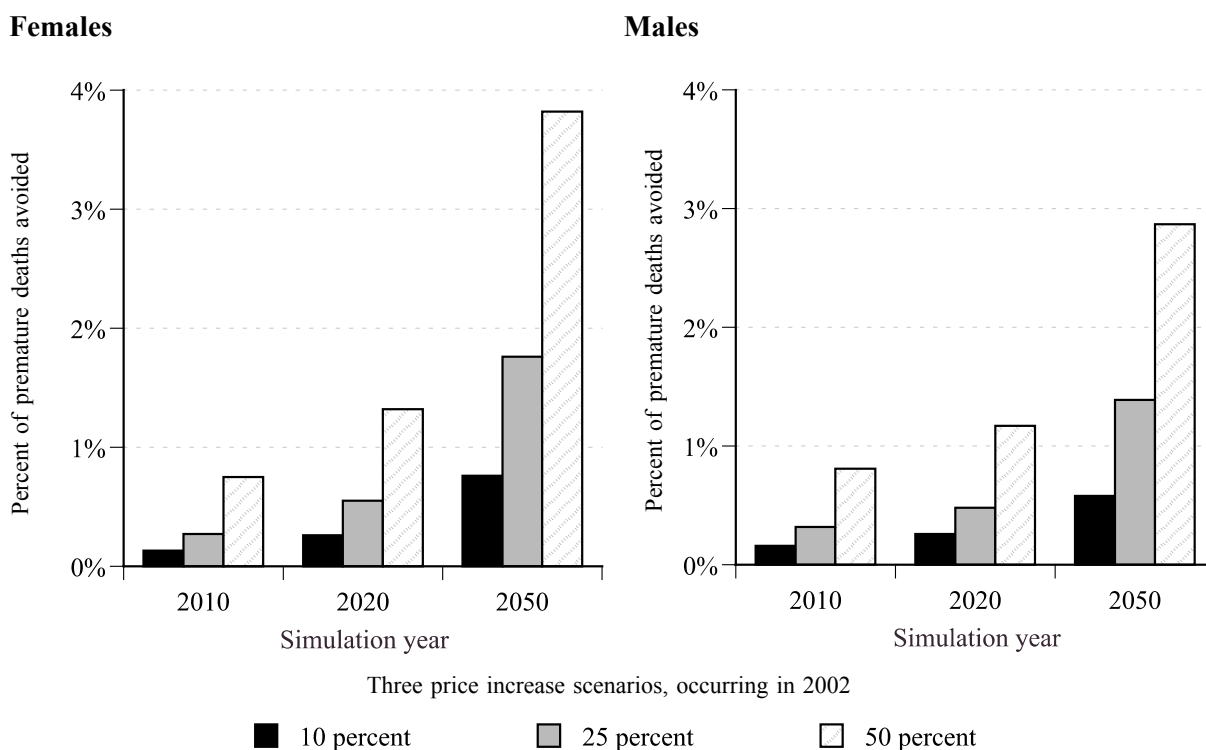 Females
Males
Percent of premature deaths avoided
4%
3%
2%
1%
0%
2010
2020
2050
Simulation year
Percent of premature deaths avoided
4%
3%
2%
1%
0%
2010
2020
2050
Simulation year
Three price increase scenarios, occurring in 2002
10 percent
25 percent
50 percent